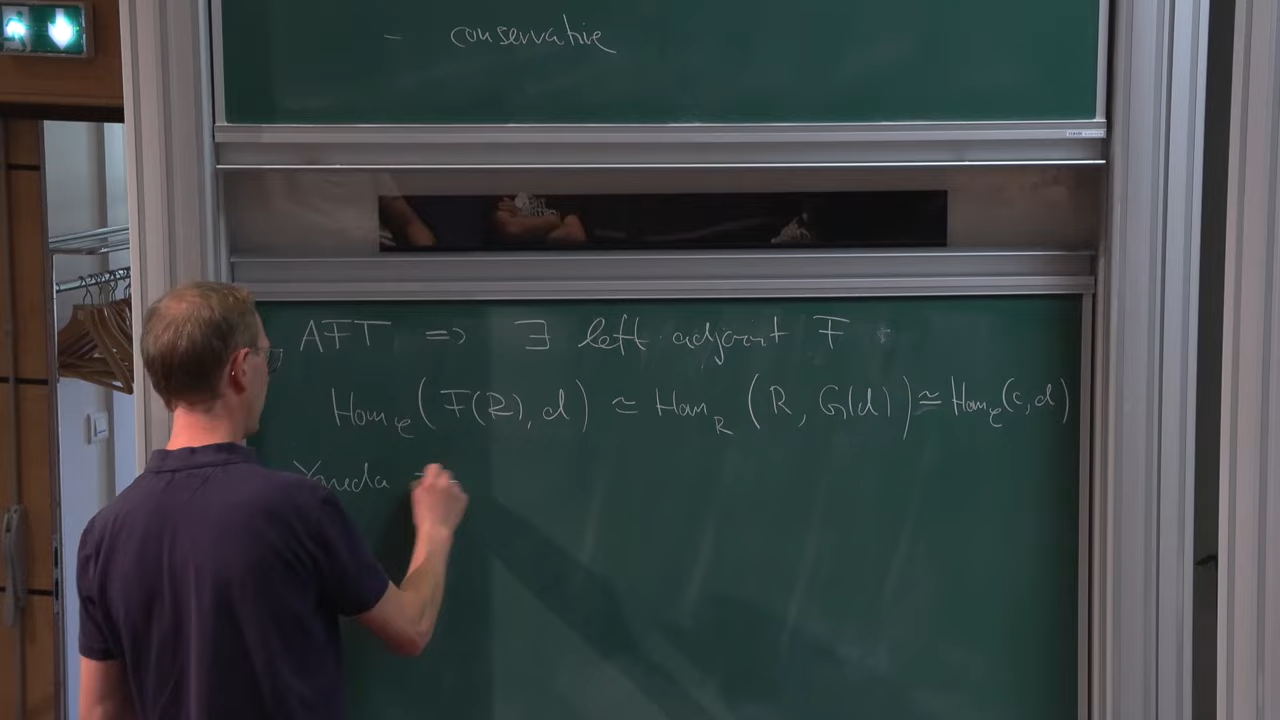 - conservative
AFT => ∃ left adjoint F
Hom_𝒞(F(R), d) ≃ Hom_R(R, G(d)) ≃ Hom_𝒞(c, d)
Yoneda